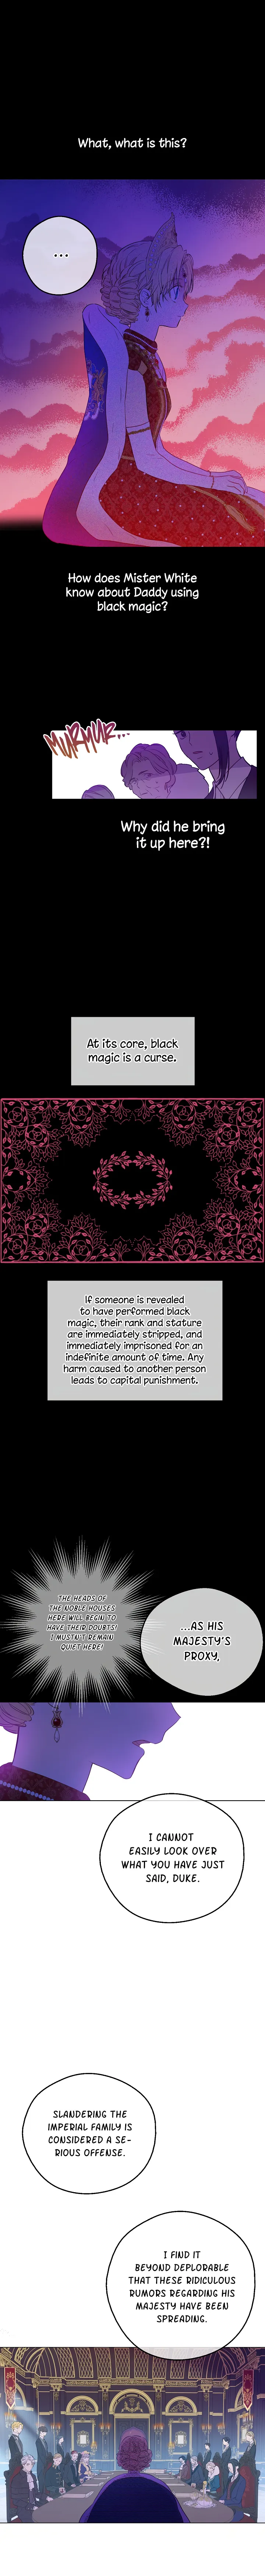 What, what is this?
...
How does Mister White
know about Daddy using
black magic?
MURMUR...
Why did he bring
it up here?!
At its core, black
magic is a curse.
If someone is revealed
to have performed black
magic, their rank and stature
are immediately stripped, and
immediately imprisoned for an
indefinite amount of time. Any
harm caused to another person
leads to capital punishment.
THE HEADS OF
THE NOBLE HOUSES
HERE WILL BEGIN TO
HAVE THEIR DOUBTS!
I MUSTN'T REMAIN
QUIET HERE!
...AS HIS
MAJESTY'S
PROXY,
I CANNOT
EASILY LOOK OVER
WHAT YOU HAVE JUST
SAID, DUKE.
SLANDERING THE
IMPERIAL FAMILY IS
CONSIDERED A SE-
RIOUS OFFENSE.
I FIND IT
BEYOND DEPLORABLE
THAT THESE RIDICULOUS
RUMORS REGARDING HIS
MAJESTY HAVE BEEN
SPREADING.